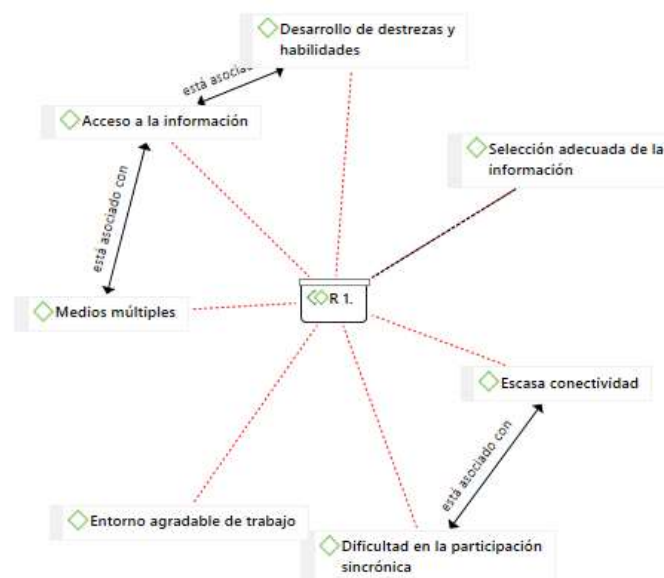 Desarrollo de destrezas y
habilidades
está asociado
Acceso a la información
Selección adecuada de la
información
está asociado con
R 1.
Medios múltiples
Escasa conectividad
está asociado con
Entorno agradable de trabajo
Dificultad en la participación
sincrónica